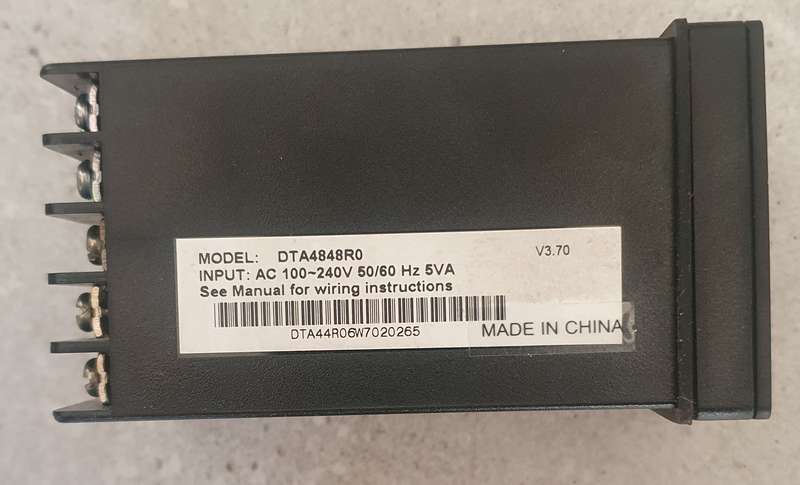 MODEL: DTA4848R0 V3.70
INPUT: AC 100~240V 50/60 Hz 5VA
See Manual for wiring instructions
DTA44R06W7020265
MADE IN CHINA